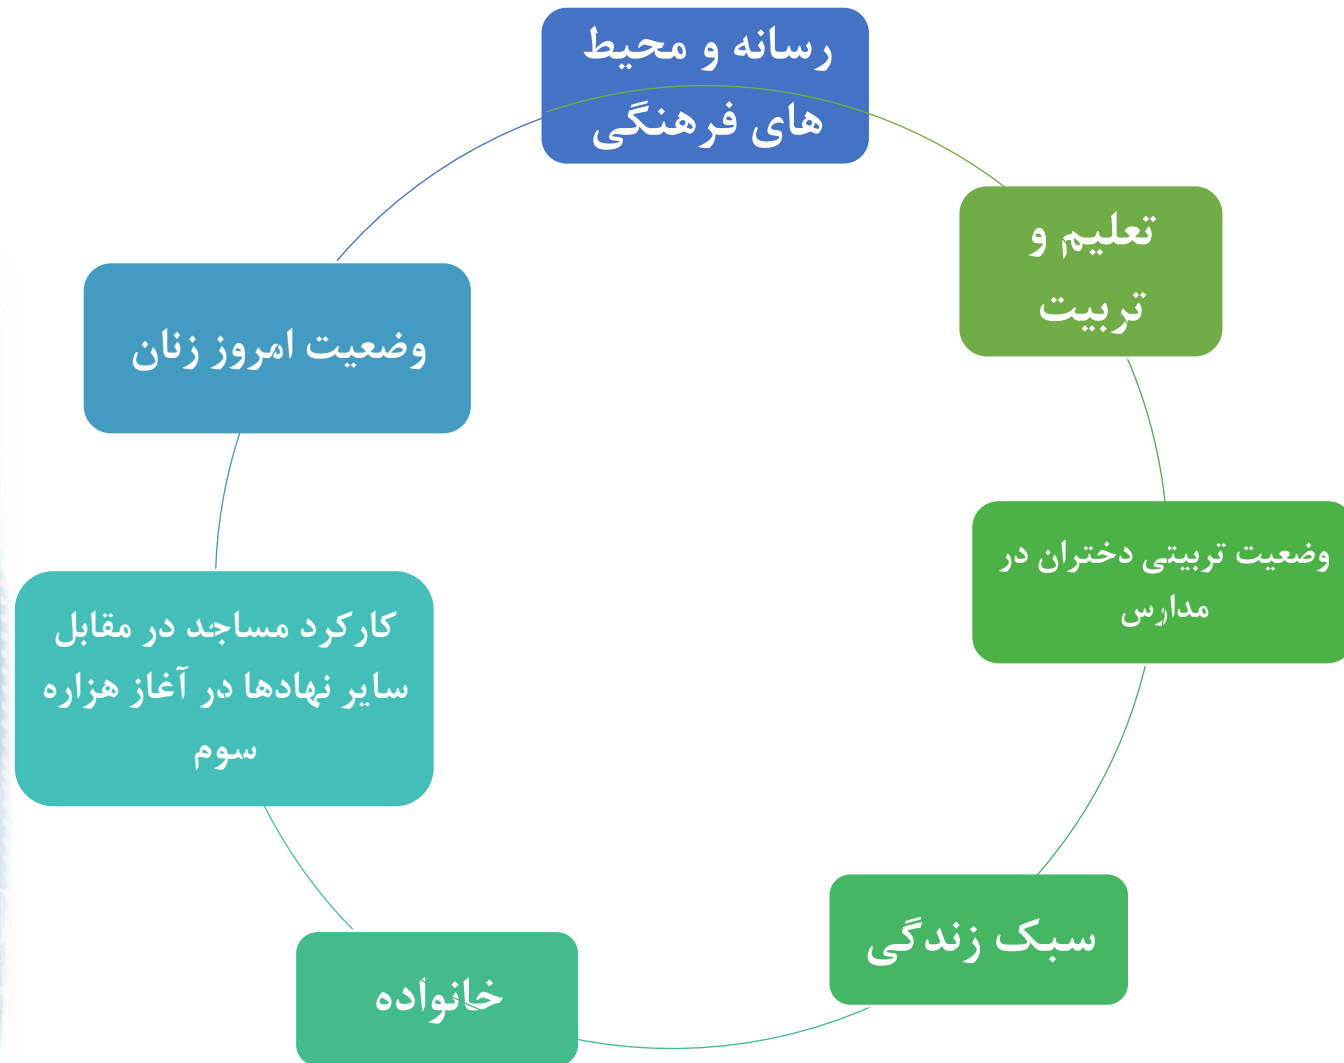 رسانه و محیط
های فرهنگی
تعلیم و
تربیت
وضعیت تربیتی دختران در
مدارس
سبک زندگی
خانواده
کارکرد مساجد در مقابل
سایر نهادها در آغاز هزاره
سوم
وضعیت امروز زنان